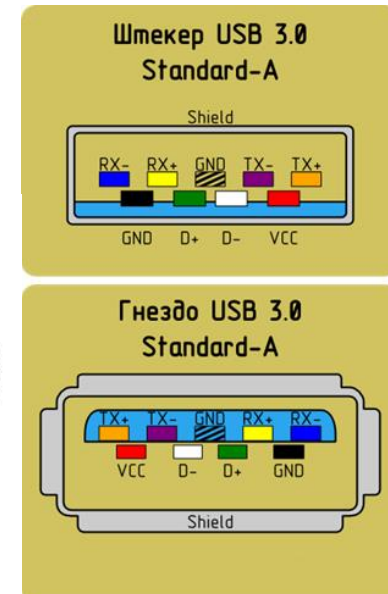 Штекер USB 3.0
Standard-A
Shield
RX- RX+ GND TX- TX+
GND D+ D- VCC
Гнездо USB 3.0
Standard-A
TX+ TX- GND RX+ RX-
VCC D- D+ GND
Shield